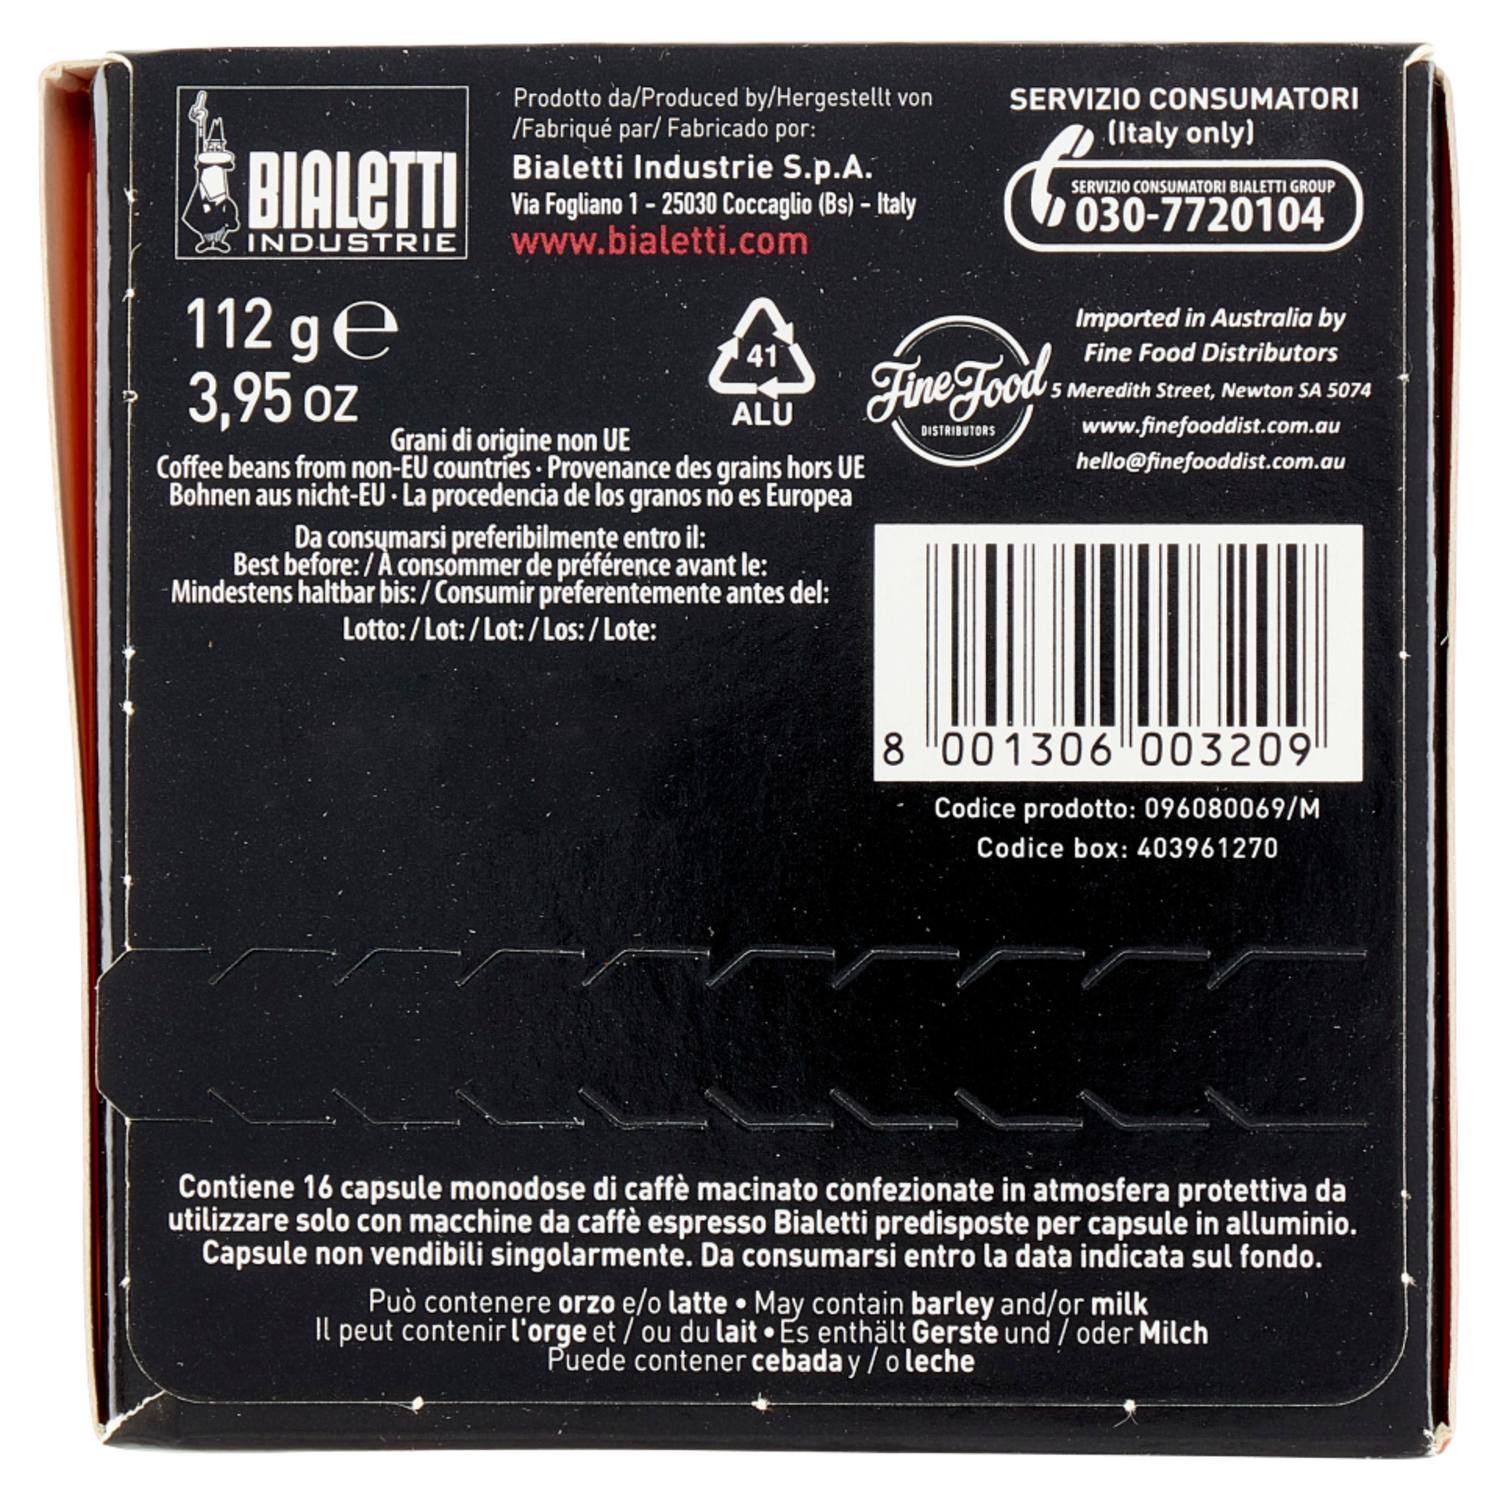 BIALETTI
INDUSTRIE
Prodotto da/Produced by/Hergestellt von
/Fabriqué par/ Fabricado por:
Bialetti Industrie S.p.A.
Via Fogliano 1 - 25030 Coccaglio (Bs) - Italy
www.bialetti.com
SERVIZIO CONSUMATORI
(Italy only)
SERVIZIO CONSUMATORI BIALETTI GROUP
030-7720104
112 g ℮
3,95 oz
41
ALU
Fine Food
DISTRIBUTORS
Imported in Australia by
Fine Food Distributors
5 Meredith Street, Newton SA 5074
www.finefooddist.com.au
hello@finefooddist.com.au
Grani di origine non UE
Coffee beans from non-EU countries · Provenance des grains hors UE
Bohnen aus nicht-EU · La procedencia de los granos no es Europea
Da consumarsi preferibilmente entro il:
Best before: / À consommer de préférence avant le:
Mindestens haltbar bis: / Consumir preferentemente antes del:
Lotto: / Lot: / Lot: / Los: / Lote:
8 001306 003209
Codice prodotto: 096080069/M
Codice box: 403961270
Contiene 16 capsule monodose di caffè macinato confezionate in atmosfera protettiva da
utilizzare solo con macchine da caffè espresso Bialetti predisposte per capsule in alluminio.
Capsule non vendibili singolarmente. Da consumarsi entro la data indicata sul fondo.
Può contenere orzo e/o latte • May contain barley and/or milk
Il peut contenir l'orge et / ou du lait • Es enthält Gerste und / oder Milch
Puede contener cebada y / o leche